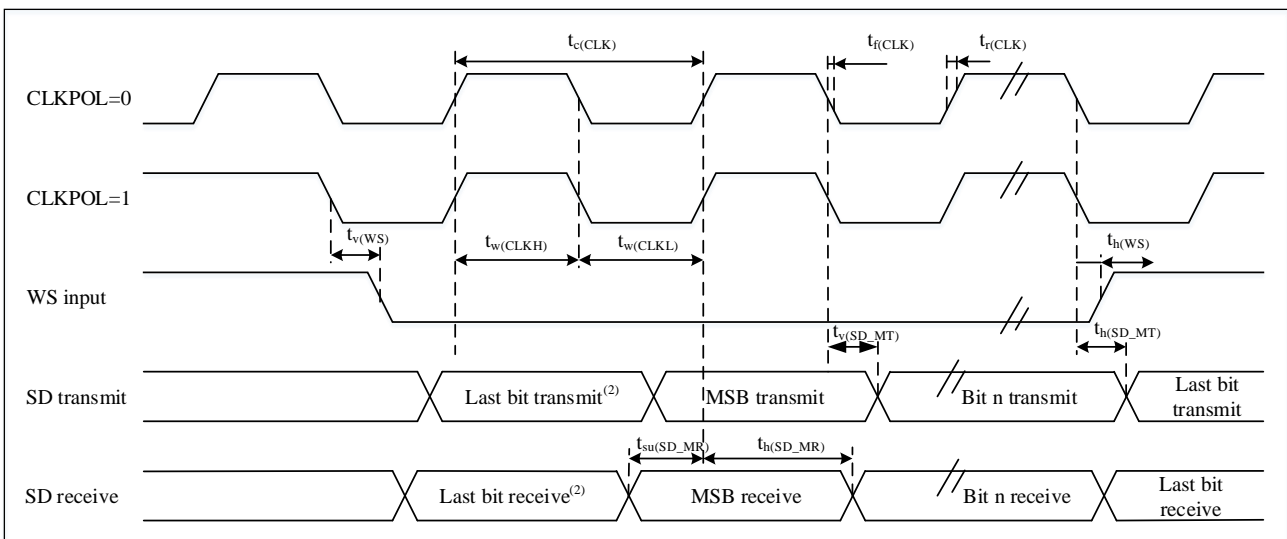 t_c(CLK)
t_f(CLK)
t_r(CLK)
CLKPOL=0
CLKPOL=1
t_v(WS)
t_w(CLKH)
t_w(CLKL)
t_h(WS)
WS input
t_v(SD_MT)
t_h(SD_MT)
SD transmit
Last bit transmit(2)
MSB transmit
Bit n transmit
Last bit
transmit
t_su(SD_MR)
t_h(SD_MR)
SD receive
Last bit receive(2)
MSB receive
Bit n receive
Last bit
receive